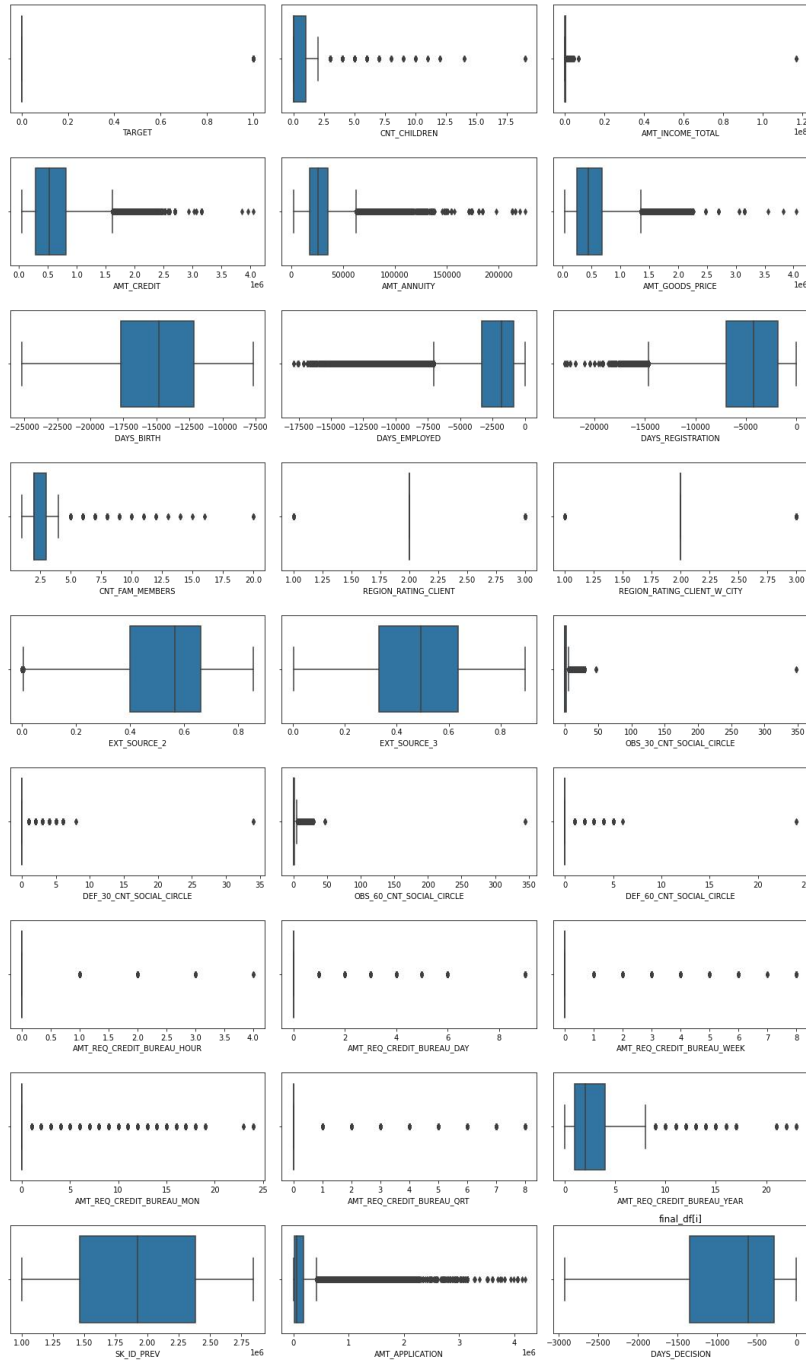 0.0 0.2 0.4 0.6 0.8 1.0
TARGET
0.0 2.5 5.0 7.5 10.0 12.5 15.0 17.5
CNT_CHILDREN
0.0 0.2 0.4 0.6 0.8 1.0 1.2
1e8
AMT_INCOME_TOTAL
0.0 0.5 1.0 1.5 2.0 2.5 3.0 3.5 4.0
1e6
AMT_CREDIT
0 50000 100000 150000 200000
AMT_ANNUITY
0.0 0.5 1.0 1.5 2.0 2.5 3.0 3.5 4.0
1e6
AMT_GOODS_PRICE
−25000 −22500 −20000 −17500 −15000 −12500 −10000 −7500
DAYS_BIRTH
−17500 −15000 −12500 −10000 −7500 −5000 −2500 0
DAYS_EMPLOYED
−20000 −15000 −10000 −5000 0
DAYS_REGISTRATION
2.5 5.0 7.5 10.0 12.5 15.0 17.5 20.0
CNT_FAM_MEMBERS
1.00 1.25 1.50 1.75 2.00 2.25 2.50 2.75 3.00
REGION_RATING_CLIENT
1.00 1.25 1.50 1.75 2.00 2.25 2.50 2.75 3.00
REGION_RATING_CLIENT_W_CITY
0.0 0.2 0.4 0.6 0.8
EXT_SOURCE_2
0.0 0.2 0.4 0.6 0.8
EXT_SOURCE_3
0 50 100 150 200 250 300 350
OBS_30_CNT_SOCIAL_CIRCLE
0 5 10 15 20 25 30 35
DEF_30_CNT_SOCIAL_CIRCLE
0 50 100 150 200 250 300 350
OBS_60_CNT_SOCIAL_CIRCLE
0 5 10 15 20 25
DEF_60_CNT_SOCIAL_CIRCLE
0.0 0.5 1.0 1.5 2.0 2.5 3.0 3.5 4.0
AMT_REQ_CREDIT_BUREAU_HOUR
0 2 4 6 8
AMT_REQ_CREDIT_BUREAU_DAY
0 1 2 3 4 5 6 7 8
AMT_REQ_CREDIT_BUREAU_WEEK
0 5 10 15 20 25
AMT_REQ_CREDIT_BUREAU_MON
0 1 2 3 4 5 6 7 8
AMT_REQ_CREDIT_BUREAU_QRT
0 5 10 15 20
AMT_REQ_CREDIT_BUREAU_YEAR
final_df[i]
1.00 1.25 1.50 1.75 2.00 2.25 2.50 2.75
1e6
SK_ID_PREV
0 1 2 3 4
1e6
AMT_APPLICATION
−3000 −2500 −2000 −1500 −1000 −500 0
DAYS_DECISION